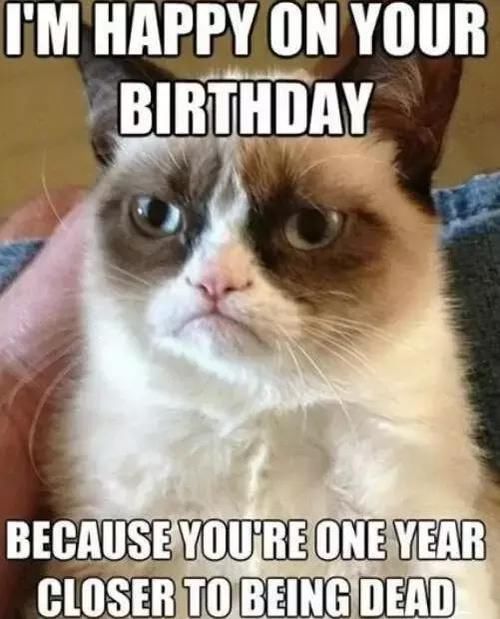 I'M HAPPY ON YOUR
BIRTHDAY
BECAUSE YOU'RE ONE YEAR
CLOSER TO BEING DEAD